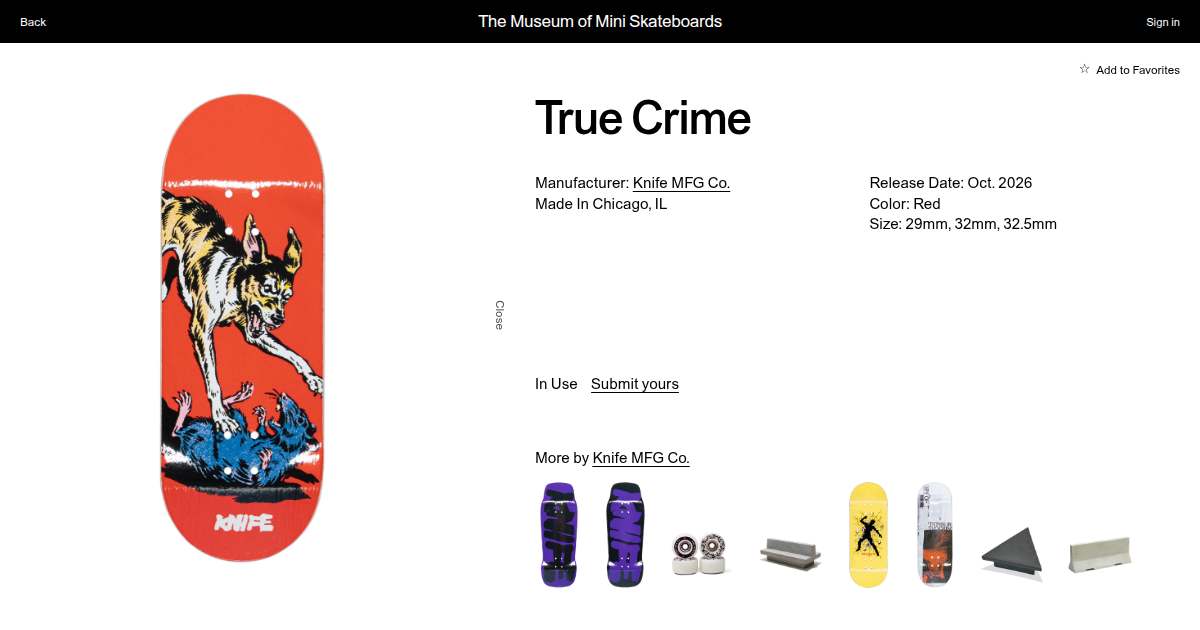 Back
The Museum of Mini Skateboards
Sign in
☆ Add to Favorites
True Crime
Manufacturer: Knife MFG Co.
Made In Chicago, IL
Release Date: Oct. 2026
Color: Red
Size: 29mm, 32mm, 32.5mm
Close
KNIFE
In Use Submit yours
More by Knife MFG Co.